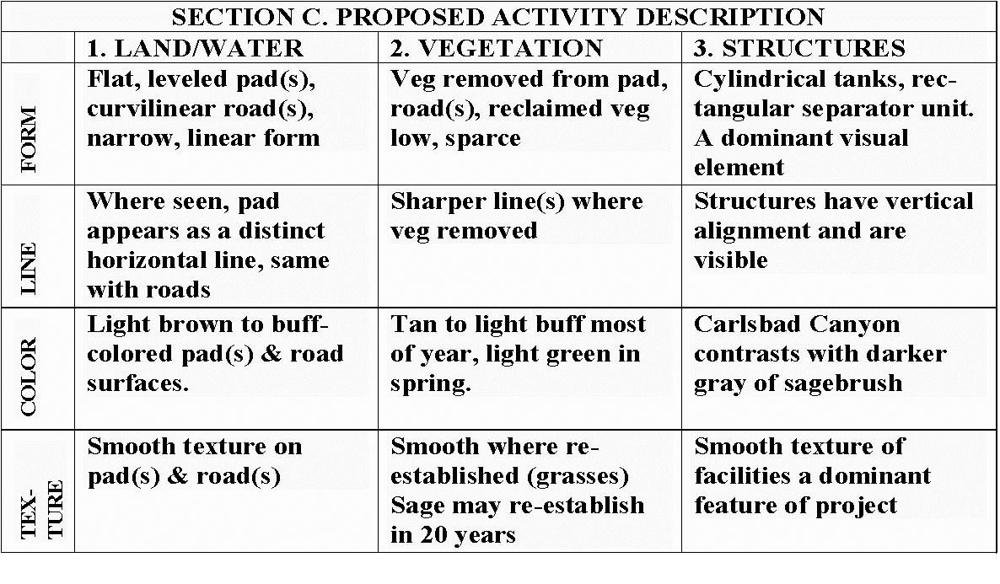 SECTION C. PROPOSED ACTIVITY DESCRIPTION
1. LAND/WATER
2. VEGETATION
3. STRUCTURES
FORM
Flat, leveled pad(s),
curvilinear road(s),
narrow, linear form
Veg removed from pad,
road(s), reclaimed veg
low, sparce
Cylindrical tanks, rec-
tangular separator unit.
A dominant visual
element
LINE
Where seen, pad
appears as a distinct
horizontal line, same
with roads
Sharper line(s) where
veg removed
Structures have vertical
alignment and are
visible
COLOR
Light brown to buff-
colored pad(s) & road
surfaces.
Tan to light buff most
of year, light green in
spring.
Carlsbad Canyon
contrasts with darker
gray of sagebrush
TEX-
TURE
Smooth texture on
pad(s) & road(s)
Smooth where re-
established (grasses)
Sage may re-establish
in 20 years
Smooth texture of
facilities a dominant
feature of project